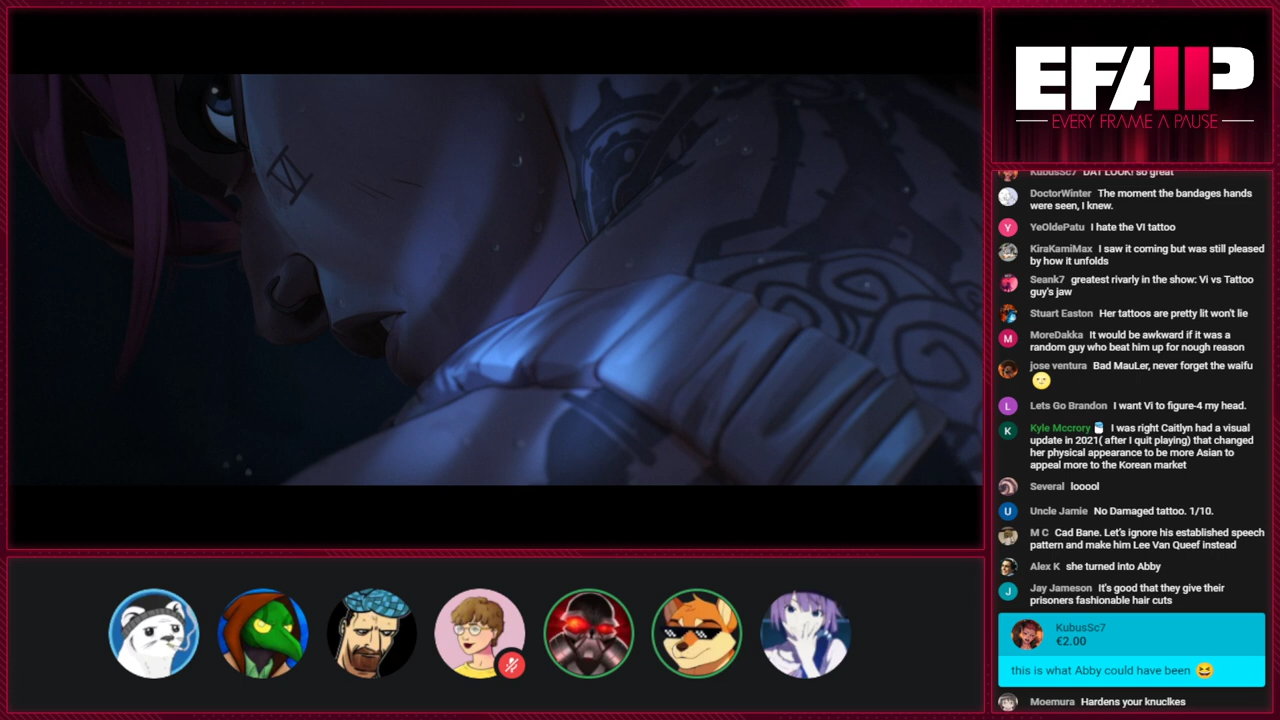 VI
EFAP
EVERY FRAME A PAUSE
KubusSc7 DAT LOOK! so great
DoctorWinter The moment the bandages hands
were seen, I knew.
Y
YeOldePatu I hate the VI tattoo
KiraKamiMax I saw it coming but was still pleased
by how it unfolds
Seank7 greatest rivarly in the show: Vi vs Tattoo
guy's jaw
Stuart Easton Her tattoos are pretty lit won't lie
M
MoreDakka It would be awkward if it was a
random guy who beat him up for nough reason
jose ventura Bad MauLer, never forget the waifu
L
Lets Go Brandon I want Vi to figure-4 my head.
K
Kyle Mccrory I was right Caitlyn had a visual
update in 2021( after I quit playing) that changed
her physical appearance to be more Asian to
appeal more to the Korean market
Several looool
U
Uncle Jamie No Damaged tattoo. 1/10.
M C Cad Bane. Let's ignore his established speech
pattern and make him Lee Van Queef instead
Alex K she turned into Abby
J
Jay Jameson It's good that they give their
prisoners fashionable hair cuts
KubusSc7
€2.00
this is what Abby could have been
Moemura Hardens your knuclkes